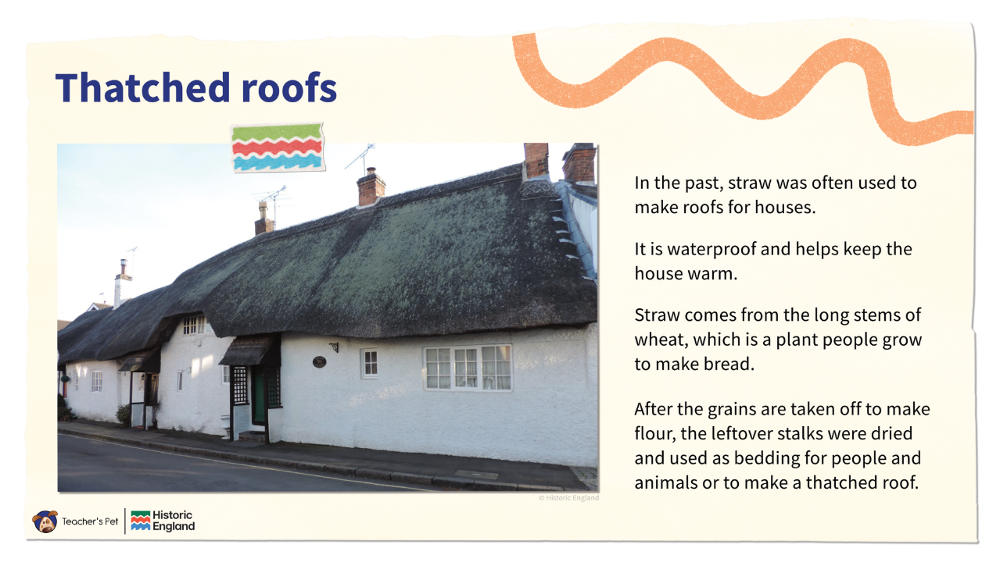 Thatched roofs
In the past, straw was often used to
make roofs for houses.
It is waterproof and helps keep the
house warm.
Straw comes from the long stems of
wheat, which is a plant people grow
to make bread.
After the grains are taken off to make
flour, the leftover stalks were dried
and used as bedding for people and
animals or to make a thatched roof.
© Historic England
Teacher's Pet
Historic
England